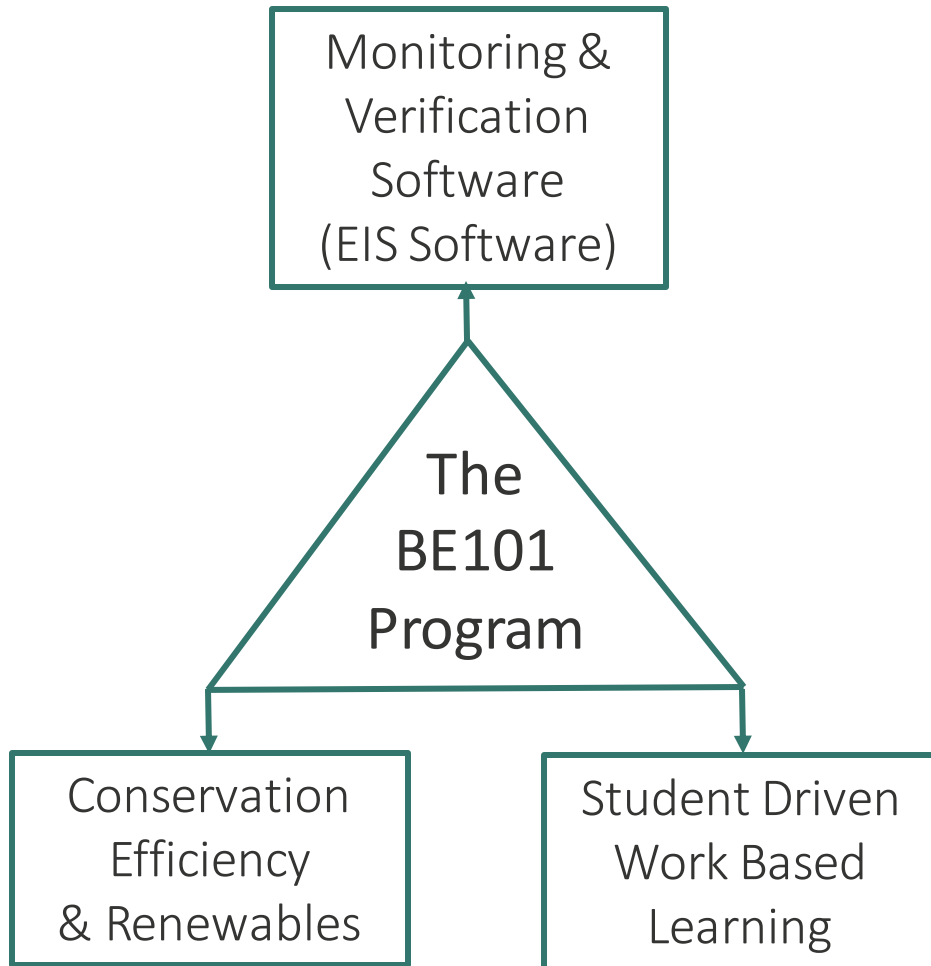 Monitoring &
Verification
Software
(EIS Software)
The
BE101
Program
Conservation
Efficiency
& Renewables
Student Driven
Work Based
Learning